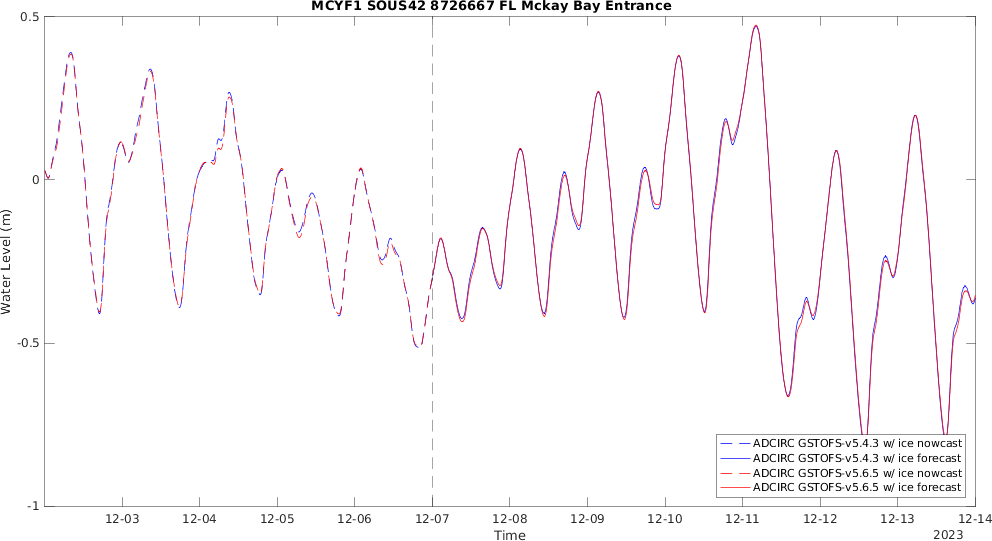 MCYF1 SOUS42 8726667 FL Mckay Bay Entrance
0.5
0
-0.5
-1
Water Level (m)
ADCIRC GSTOFS-v5.4.3 w/ ice nowcast
ADCIRC GSTOFS-v5.4.3 w/ ice forecast
ADCIRC GSTOFS-v5.6.5 w/ ice nowcast
ADCIRC GSTOFS-v5.6.5 w/ ice forecast
12-03 12-04 12-05 12-06 12-07 12-08 12-09 12-10 12-11 12-12 12-13 12-14
Time
2023